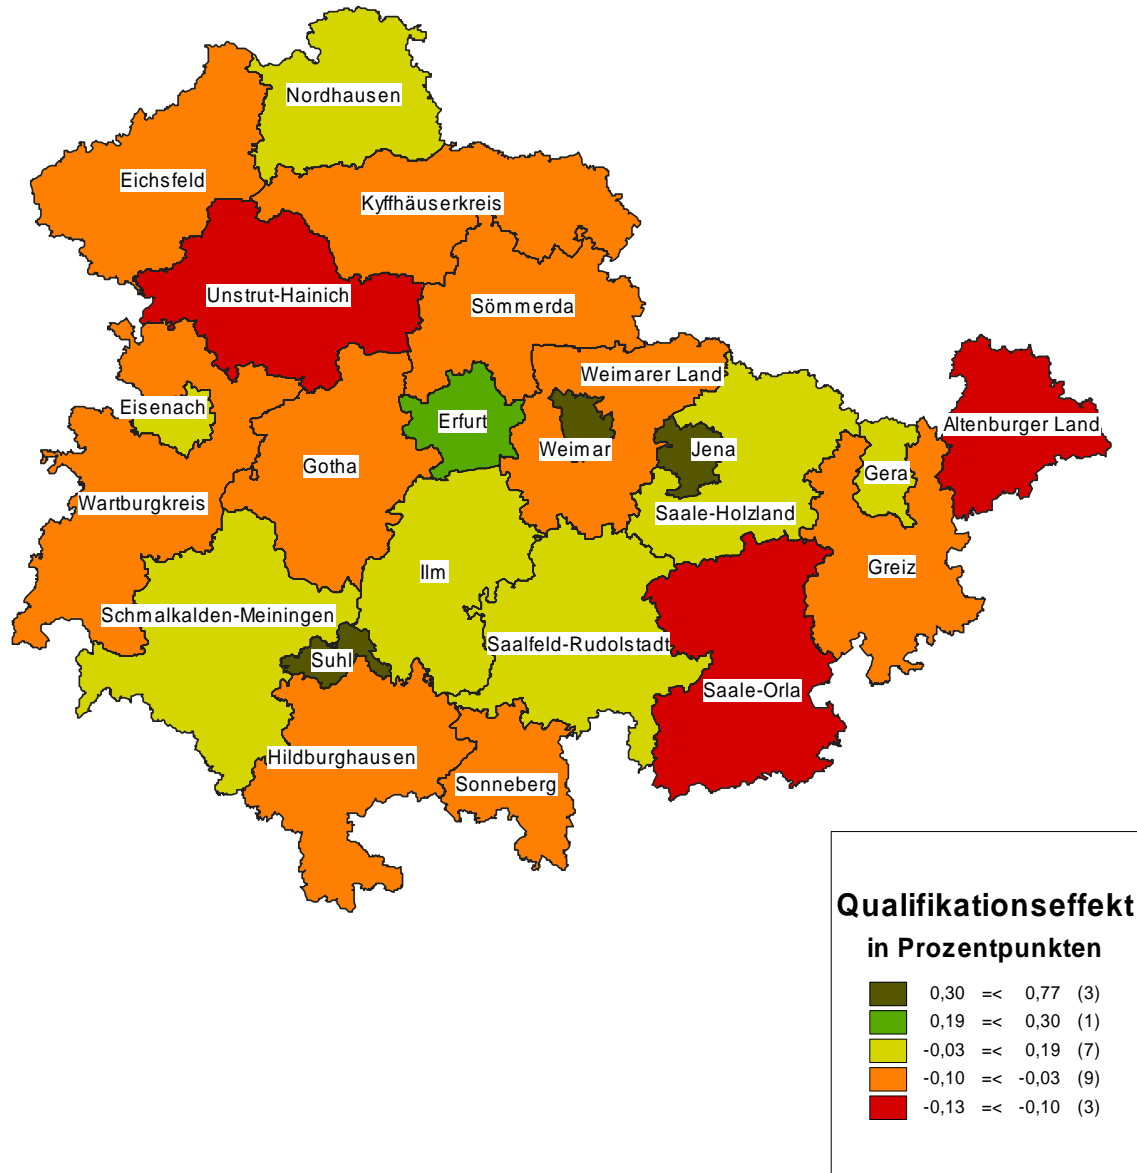 Nordhausen
Eichsfeld
Kyffhäuserkreis
Unstrut-Hainich
Sömmerda
Weimarer Land
Eisenach
Erfurt
Altenburger Land
Weimar
Jena
Gotha
Gera
Wartburgkreis
Saale-Holzland
Ilm
Greiz
Schmalkalden-Meiningen
Saalfeld-Rudolstadt
Suhl
Saale-Orla
Hildburghausen
Sonneberg
Qualifikationseffekt
in Prozentpunkten
0,30 =< 0,77 (3)
0,19 =< 0,30 (1)
-0,03 =< 0,19 (7)
-0,10 =< -0,03 (9)
-0,13 =< -0,10 (3)